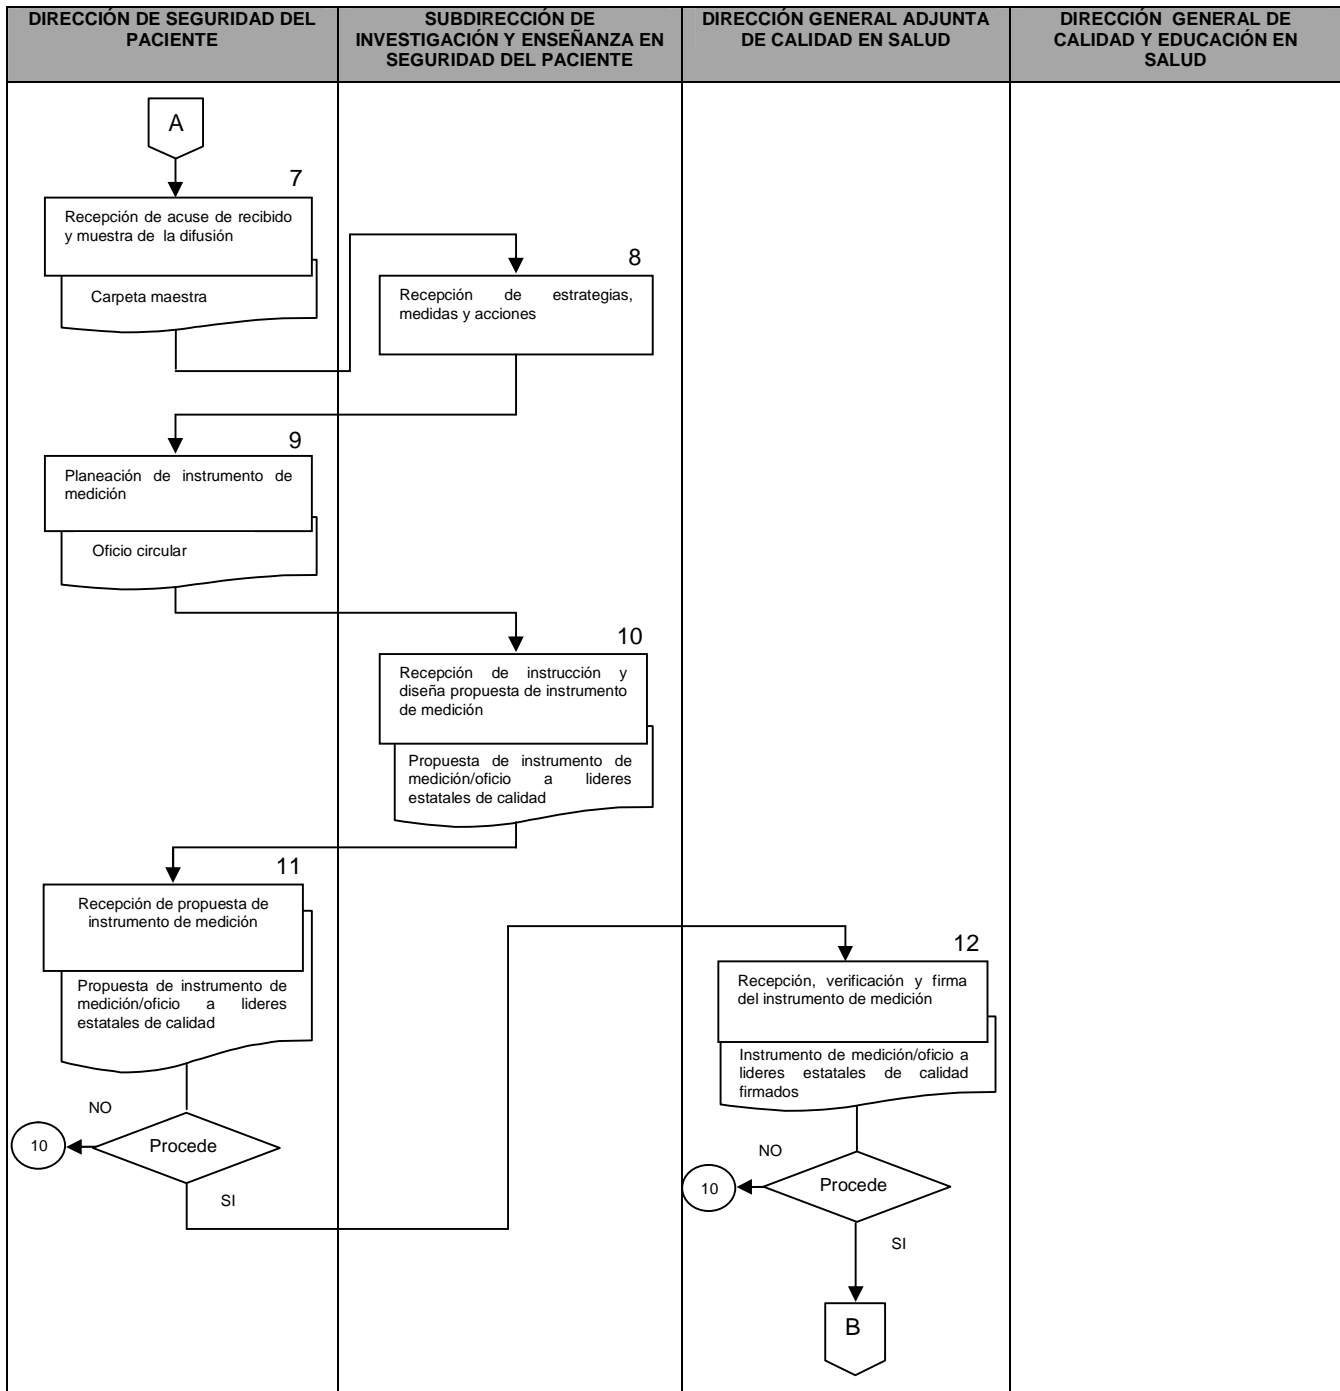 DIRECCIÓN DE SEGURIDAD DEL
PACIENTE
SUBDIRECCIÓN DE
INVESTIGACIÓN Y ENSEÑANZA EN
SEGURIDAD DEL PACIENTE
DIRECCIÓN GENERAL ADJUNTA
DE CALIDAD EN SALUD
DIRECCIÓN GENERAL DE
CALIDAD Y EDUCACIÓN EN
SALUD
A
7
Recepción de acuse de recibido
y muestra de la difusión
Carpeta maestra
8
Recepción de estrategias,
medidas y acciones
9
Planeación de instrumento de
medición
Oficio circular
10
Recepción de instrucción y
diseña propuesta de instrumento
de medición
Propuesta de instrumento de
medición/oficio a lideres
estatales de calidad
11
Recepción de propuesta de
instrumento de medición
Propuesta de instrumento de
medición/oficio a lideres
estatales de calidad
NO
10
Procede
SI
12
Recepción, verificación y firma
del instrumento de medición
Instrumento de medición/oficio a
lideres estatales de calidad
firmados
NO
10
Procede
SI
B